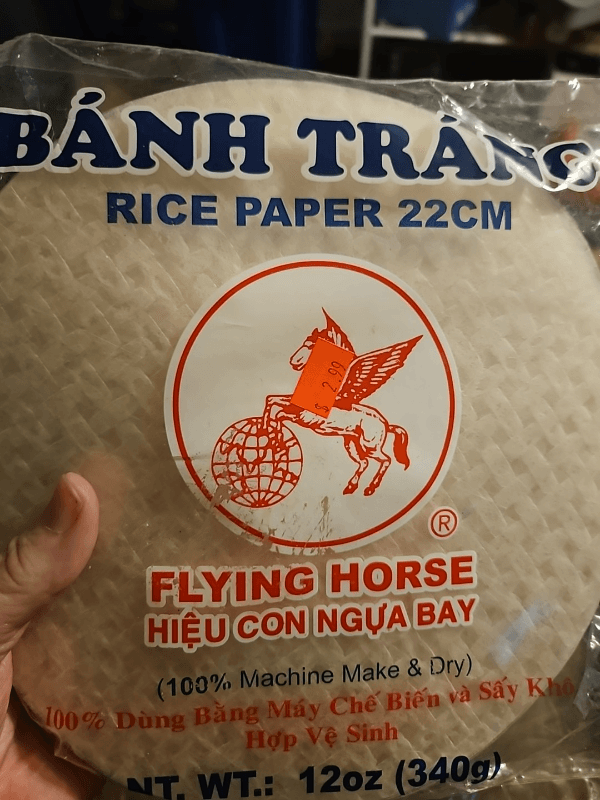 BÁNH TRÁNG
RICE PAPER 22CM
$ 2.99
®
FLYING HORSE
HIỆU CON NGỰA BAY
(100% Machine Make & Dry)
100% Dùng Bằng Máy Chế Biến và Sấy Khô
Hợp Vệ Sinh
NT. WT.: 12oz (340g)